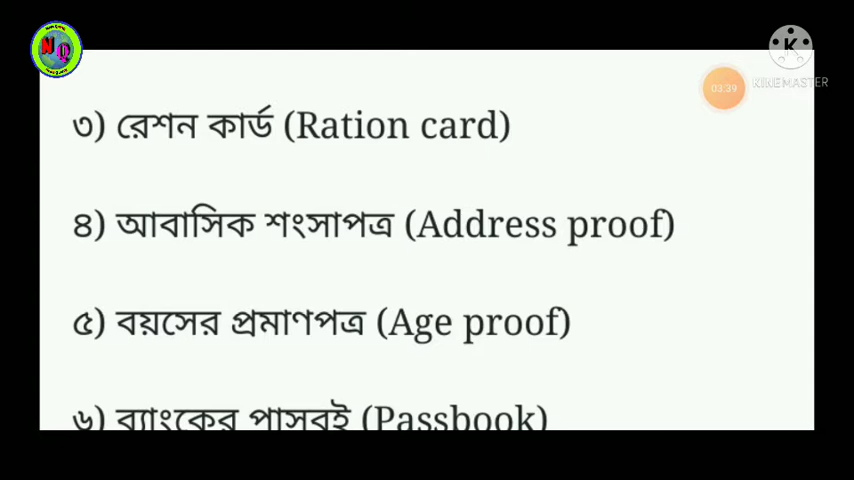 NQ
KINEMASTER
03:39
৩) রেশন কার্ড (Ration card)
৪) আবাসিক শংসাপত্র (Address proof)
৫) বয়সের প্রমাণপত্র (Age proof)
৬) ব্যাংকের পাসবই (Passbook)